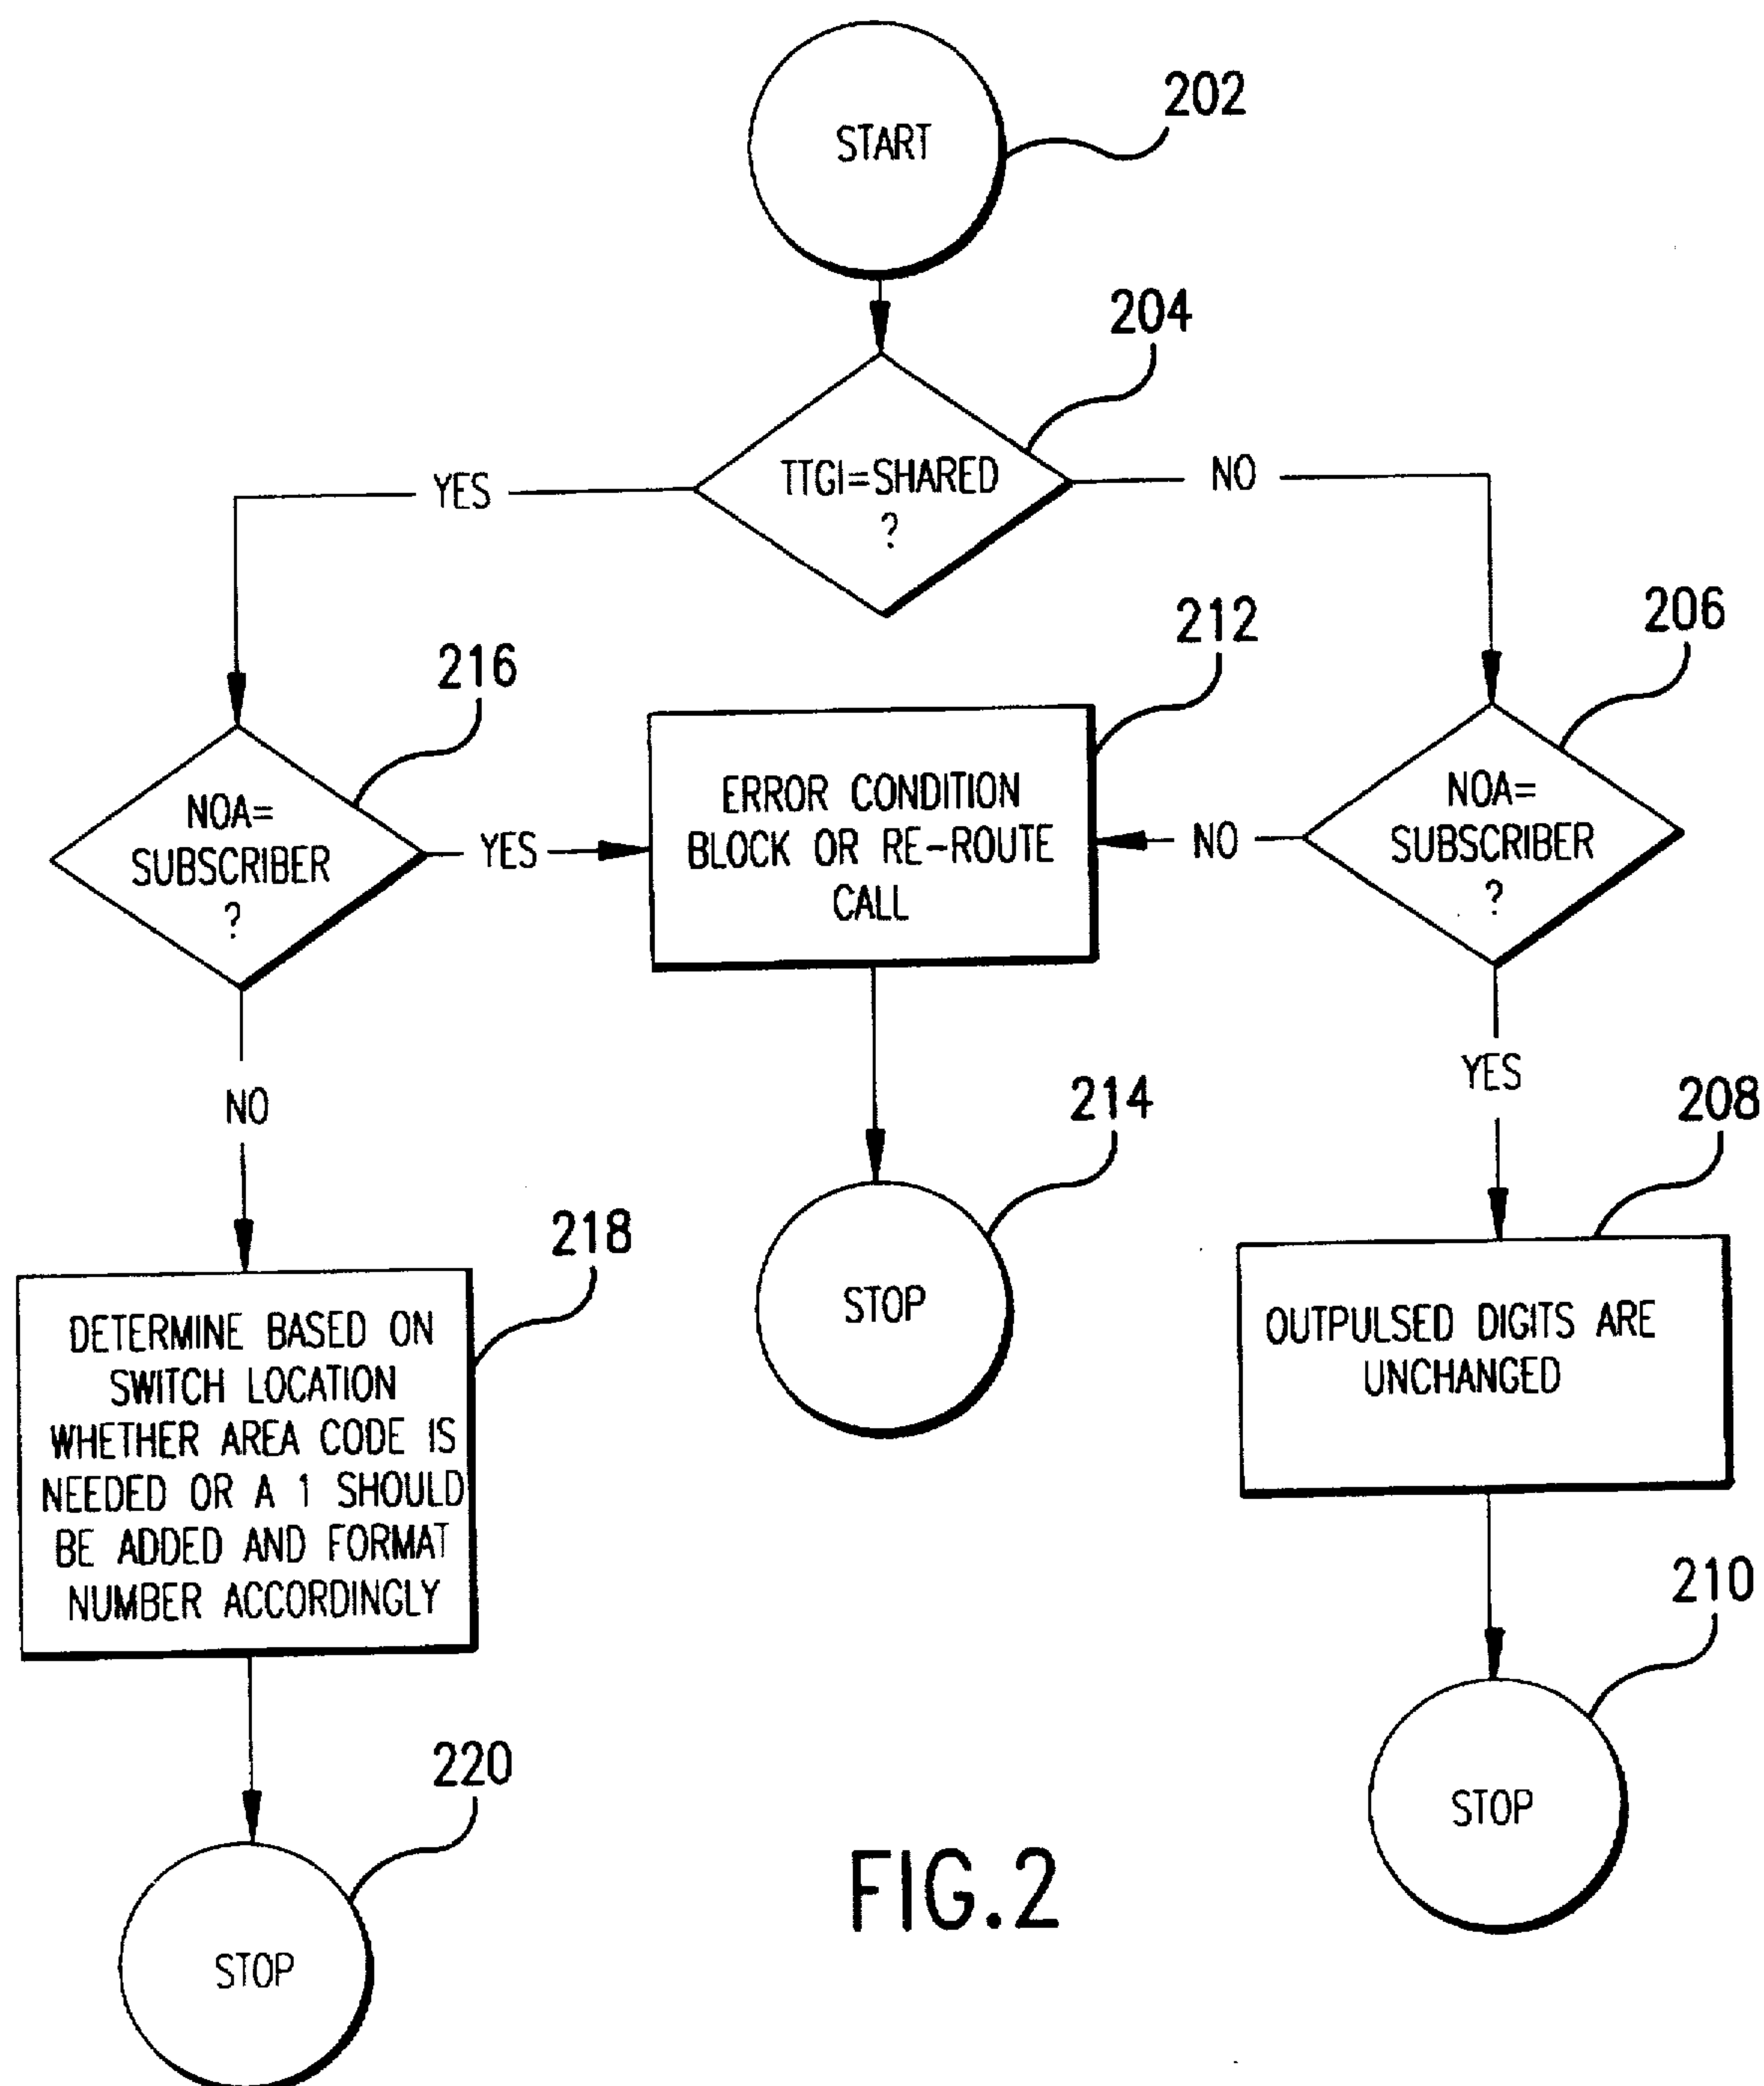 202
START
204
TTGI=SHARED
?
YES
NO
206
212
216
NOA=
SUBSCRIBER
?
YES
ERROR CONDITION
BLOCK OR RE-ROUTE
CALL
NO
NOA=
SUBSCRIBER
?
NO
YES
214
208
218
STOP
OUTPULSED DIGITS ARE
UNCHANGED
DETERMINE BASED ON
SWITCH LOCATION
WHETHER AREA CODE IS
NEEDED OR A 1 SHOULD
BE ADDED AND FORMAT
NUMBER ACCORDINGLY
210
220
STOP
STOP
FIG.2